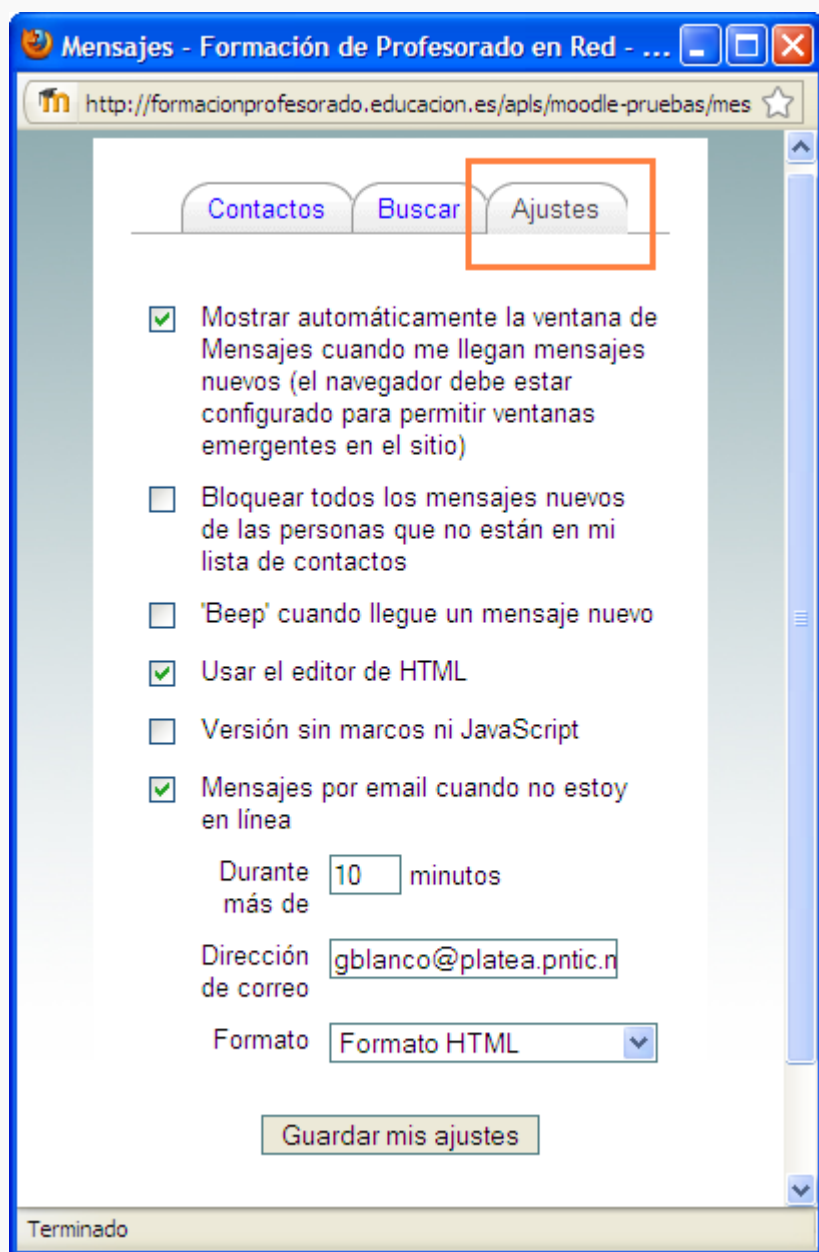 Mensajes - Formación de Profesorado en Red - ...
http://formacionprofesorado.educacion.es/apls/moodle-pruebas/mes
Contactos Buscar Ajustes
Mostrar automáticamente la ventana de
Mensajes cuando me llegan mensajes
nuevos (el navegador debe estar
configurado para permitir ventanas
emergentes en el sitio)
Bloquear todos los mensajes nuevos
de las personas que no están en mi
lista de contactos
'Beep' cuando llegue un mensaje nuevo
Usar el editor de HTML
Versión sin marcos ni JavaScript
Mensajes por email cuando no estoy
en línea
Durante
más de
10 minutos
Dirección
de correo
gblanco@platea.pntic.n
Formato Formato HTML
Guardar mis ajustes
Terminado